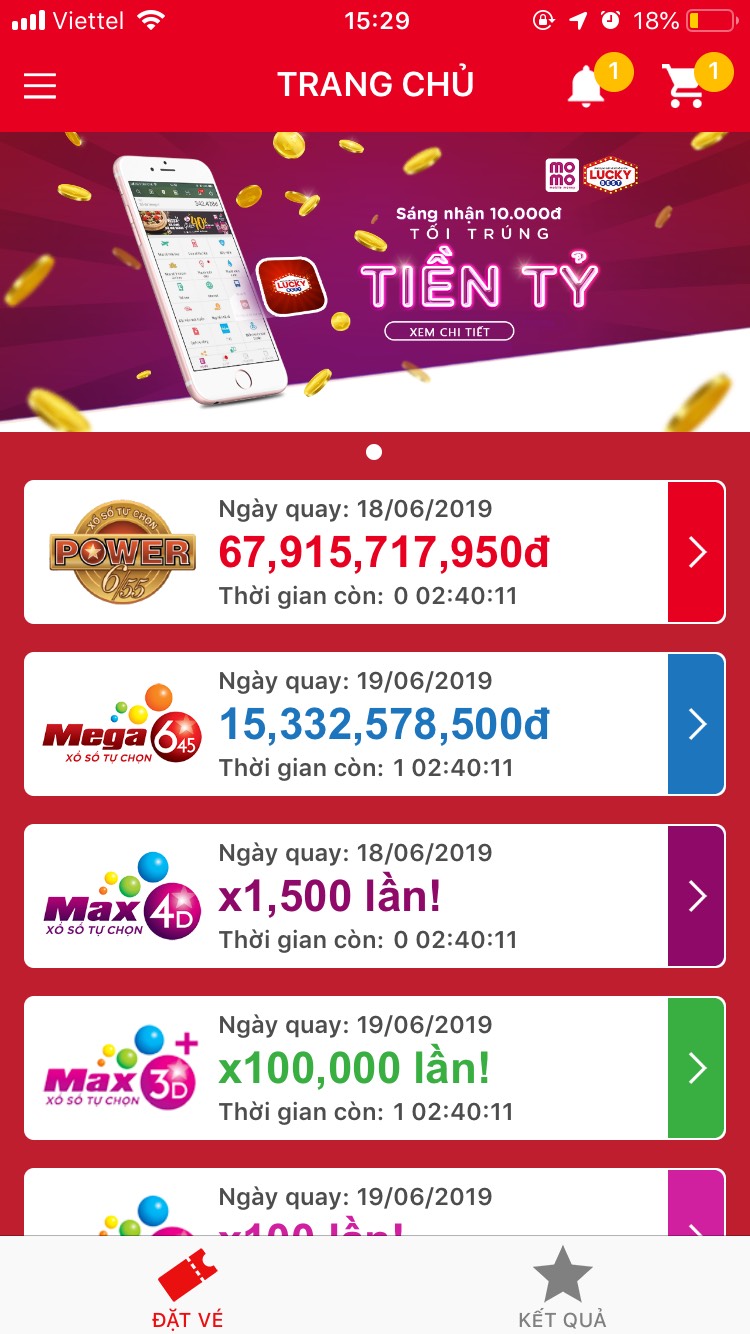 Viettel 15:29 18%
TRANG CHỦ
1
1
MO
MO
LUCKY
BEST
Sáng nhận 10.000đ
TỐI TRÚNG
TIỀN TỶ
XEM CHI TIẾT
LUCKY
BEST
40%
XỔ SỐ TỰ CHỌN
POWER
6/55
Ngày quay: 18/06/2019
67,915,717,950đ
Thời gian còn: 0 02:40:11
Mega 6/45
XỔ SỐ TỰ CHỌN
Ngày quay: 19/06/2019
15,332,578,500đ
Thời gian còn: 1 02:40:11
Max 4D
XỔ SỐ TỰ CHỌN
Ngày quay: 18/06/2019
x1,500 lần!
Thời gian còn: 0 02:40:11
Max 3D+
XỔ SỐ TỰ CHỌN
Ngày quay: 19/06/2019
x100,000 lần!
Thời gian còn: 1 02:40:11
Ngày quay: 19/06/2019
x100 lần!
ĐẶT VÉ
KẾT QUẢ